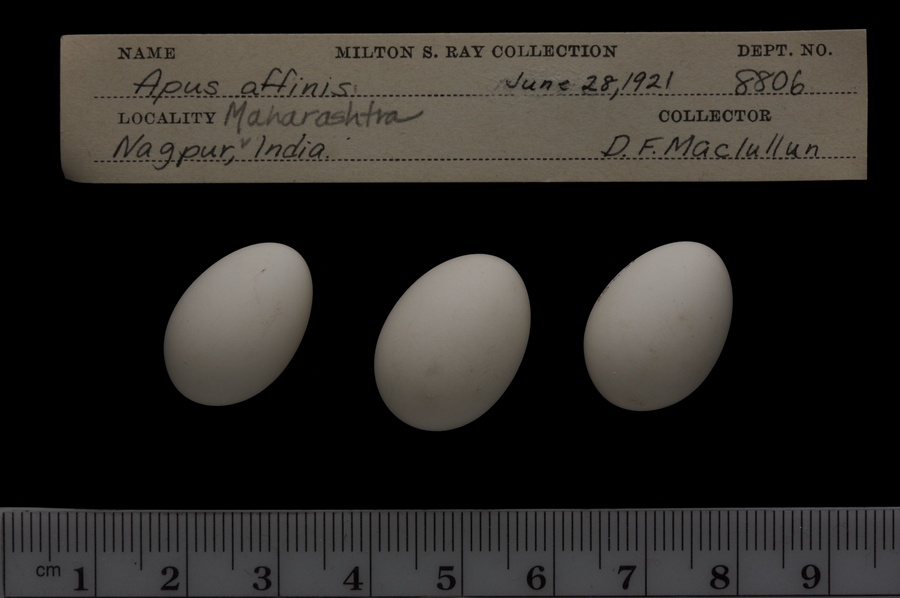 NAME MILTON S. RAY COLLECTION DEPT. NO.
Apus affinis. June 28, 1921 8806
LOCALITY Maharashtra COLLECTOR
Nagpur, India. D. F. Maclullun
cm 1 2 3 4 5 6 7 8 9